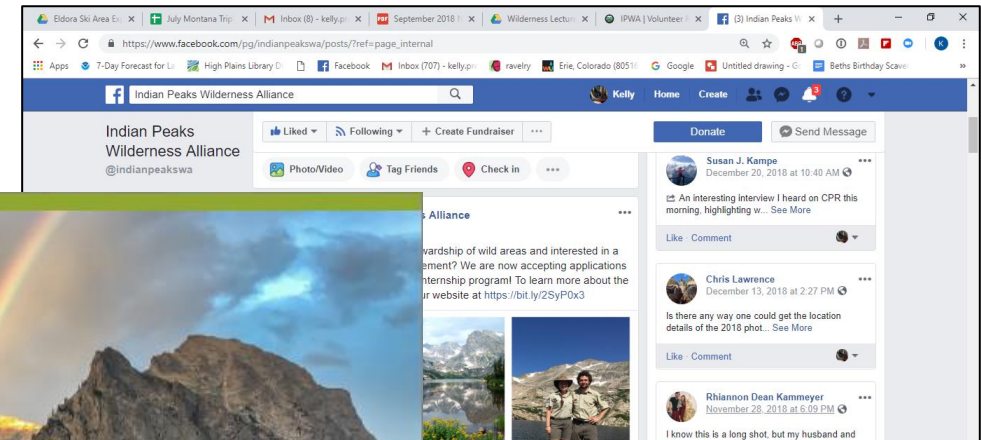 Eldora Ski Area Ex
July Montana Trip
Inbox (8) - kelly.pr
September 2018 N
Wilderness Lectur
IPWA | Volunteer
(3) Indian Peaks W
https://www.facebook.com/pg/indianpeakswa/posts/?ref=page_internal
Apps
7-Day Forecast for La
High Plains Library D
Facebook
Inbox (707) - kelly.pr
ravelry
Erie, Colorado (80516
Google
Untitled drawing - G
Beths Birthday Scave
Indian Peaks Wilderness Alliance
Kelly
Home
Create
3
Indian Peaks
Wilderness Alliance
@indianpeakswa
Liked
Following
+ Create Fundraiser
Donate
Send Message
Photo/Video
Tag Friends
Check in
s Alliance
wardship of wild areas and interested in a
ement? We are now accepting applications
nternship program! To learn more about the
ur website at https://bit.ly/2SyP0x3
Susan J. Kampe
December 20, 2018 at 10:40 AM
An interesting interview I heard on CPR this
morning, highlighting w... See More
Like · Comment
Chris Lawrence
December 13, 2018 at 2:27 PM
Is there any way one could get the location
details of the 2018 phot... See More
Like · Comment
Rhiannon Dean Kammeyer
November 28, 2018 at 6:09 PM
I know this is a long shot, but my husband and